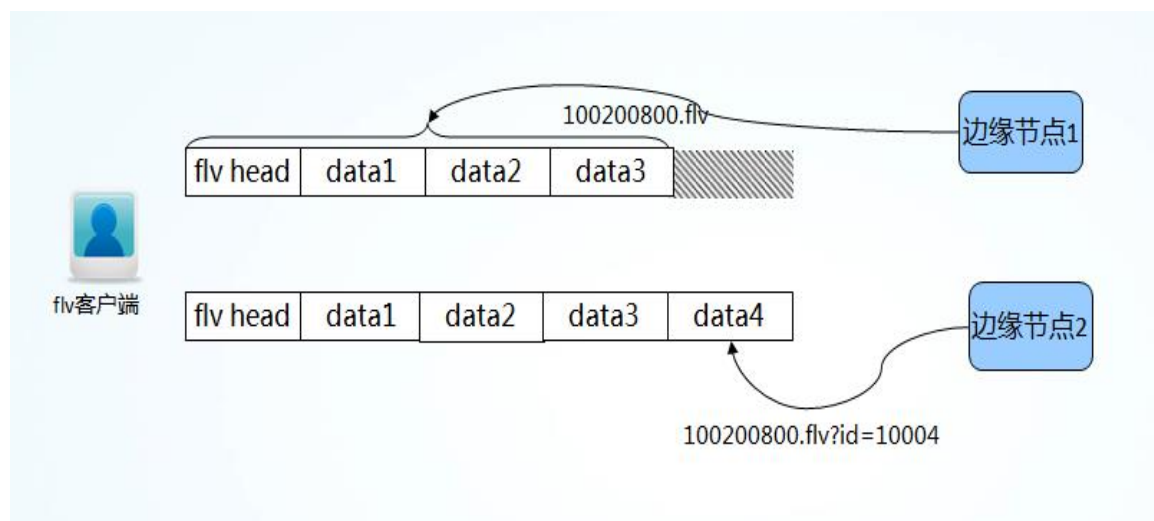 100200800.flv
边缘节点1
flv head data1 data2 data3
flv客户端
flv head data1 data2 data3 data4
边缘节点2
100200800.flv?id=10004